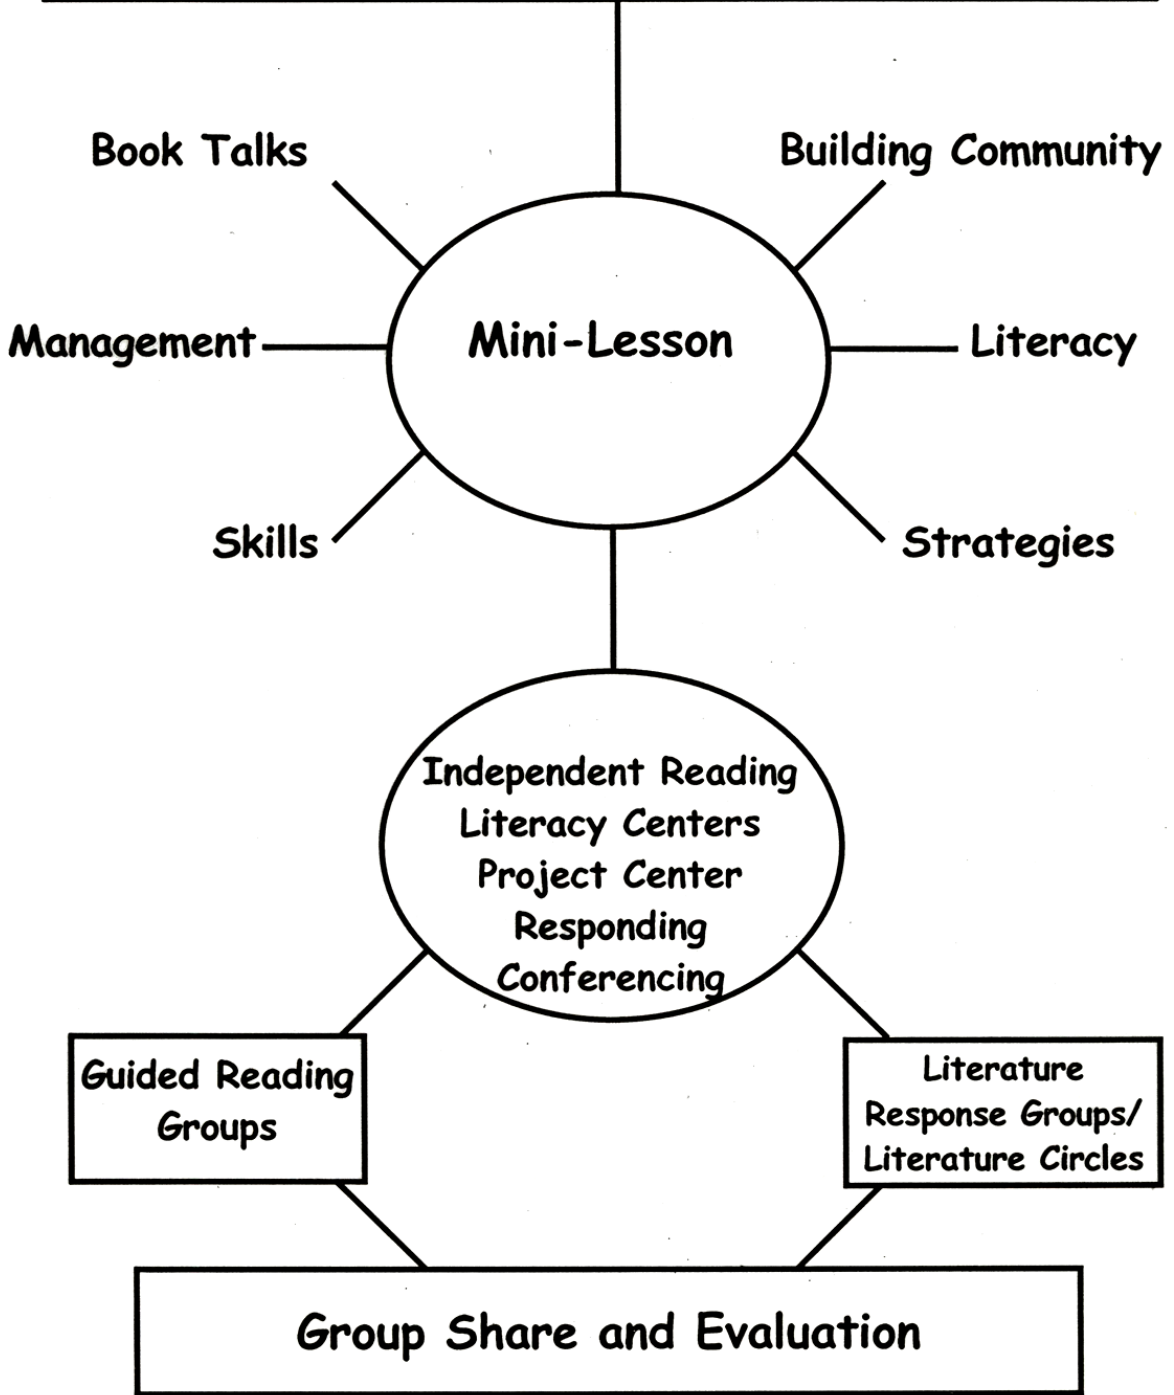 Book Talks
Building Community
Management
Mini-Lesson
Literacy
Skills
Strategies
Independent Reading
Literacy Centers
Project Center
Responding
Conferencing
Guided Reading
Groups
Literature
Response Groups/
Literature Circles
Group Share and Evaluation